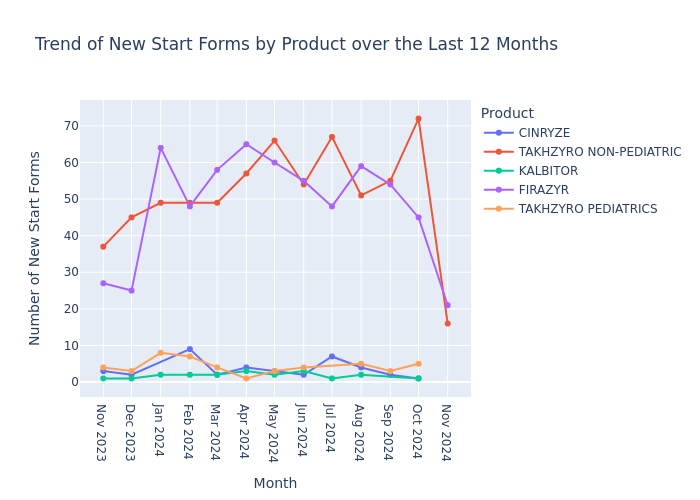 Trend of New Start Forms by Product over the Last 12 Months
Number of New Start Forms
70
60
50
40
30
20
10
0
Nov 2023
Dec 2023
Jan 2024
Feb 2024
Mar 2024
Apr 2024
May 2024
Jun 2024
Jul 2024
Aug 2024
Sep 2024
Oct 2024
Nov 2024
Month
Product
CINRYZE
TAKHZYRO NON-PEDIATRIC
KALBITOR
FIRAZYR
TAKHZYRO PEDIATRICS